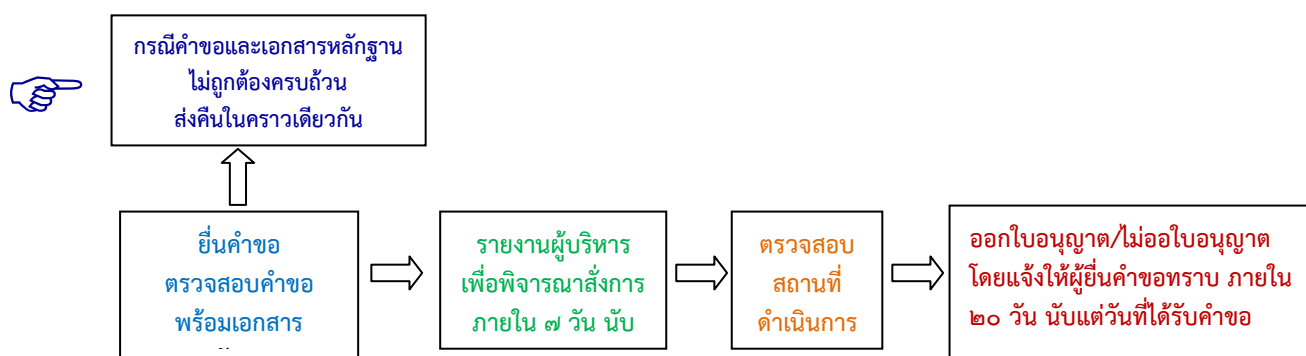 กรณีคำขอและเอกสารหลักฐาน
ไม่ถูกต้องครบถ้วน
ส่งคืนในคราวเดียวกัน
ยื่นคำขอ
ตรวจสอบคำขอ
พร้อมเอกสาร
รายงานผู้บริหาร
เพื่อพิจารณาสั่งการ
ภายใน ๗ วัน นับ
ตรวจสอบ
สถานที่
ดำเนินการ
ออกใบอนุญาต/ไม่ออใบอนุญาต
โดยแจ้งให้ผู้ยื่นคำขอทราบ ภายใน
๒๐ วัน นับแต่วันที่ได้รับคำขอ